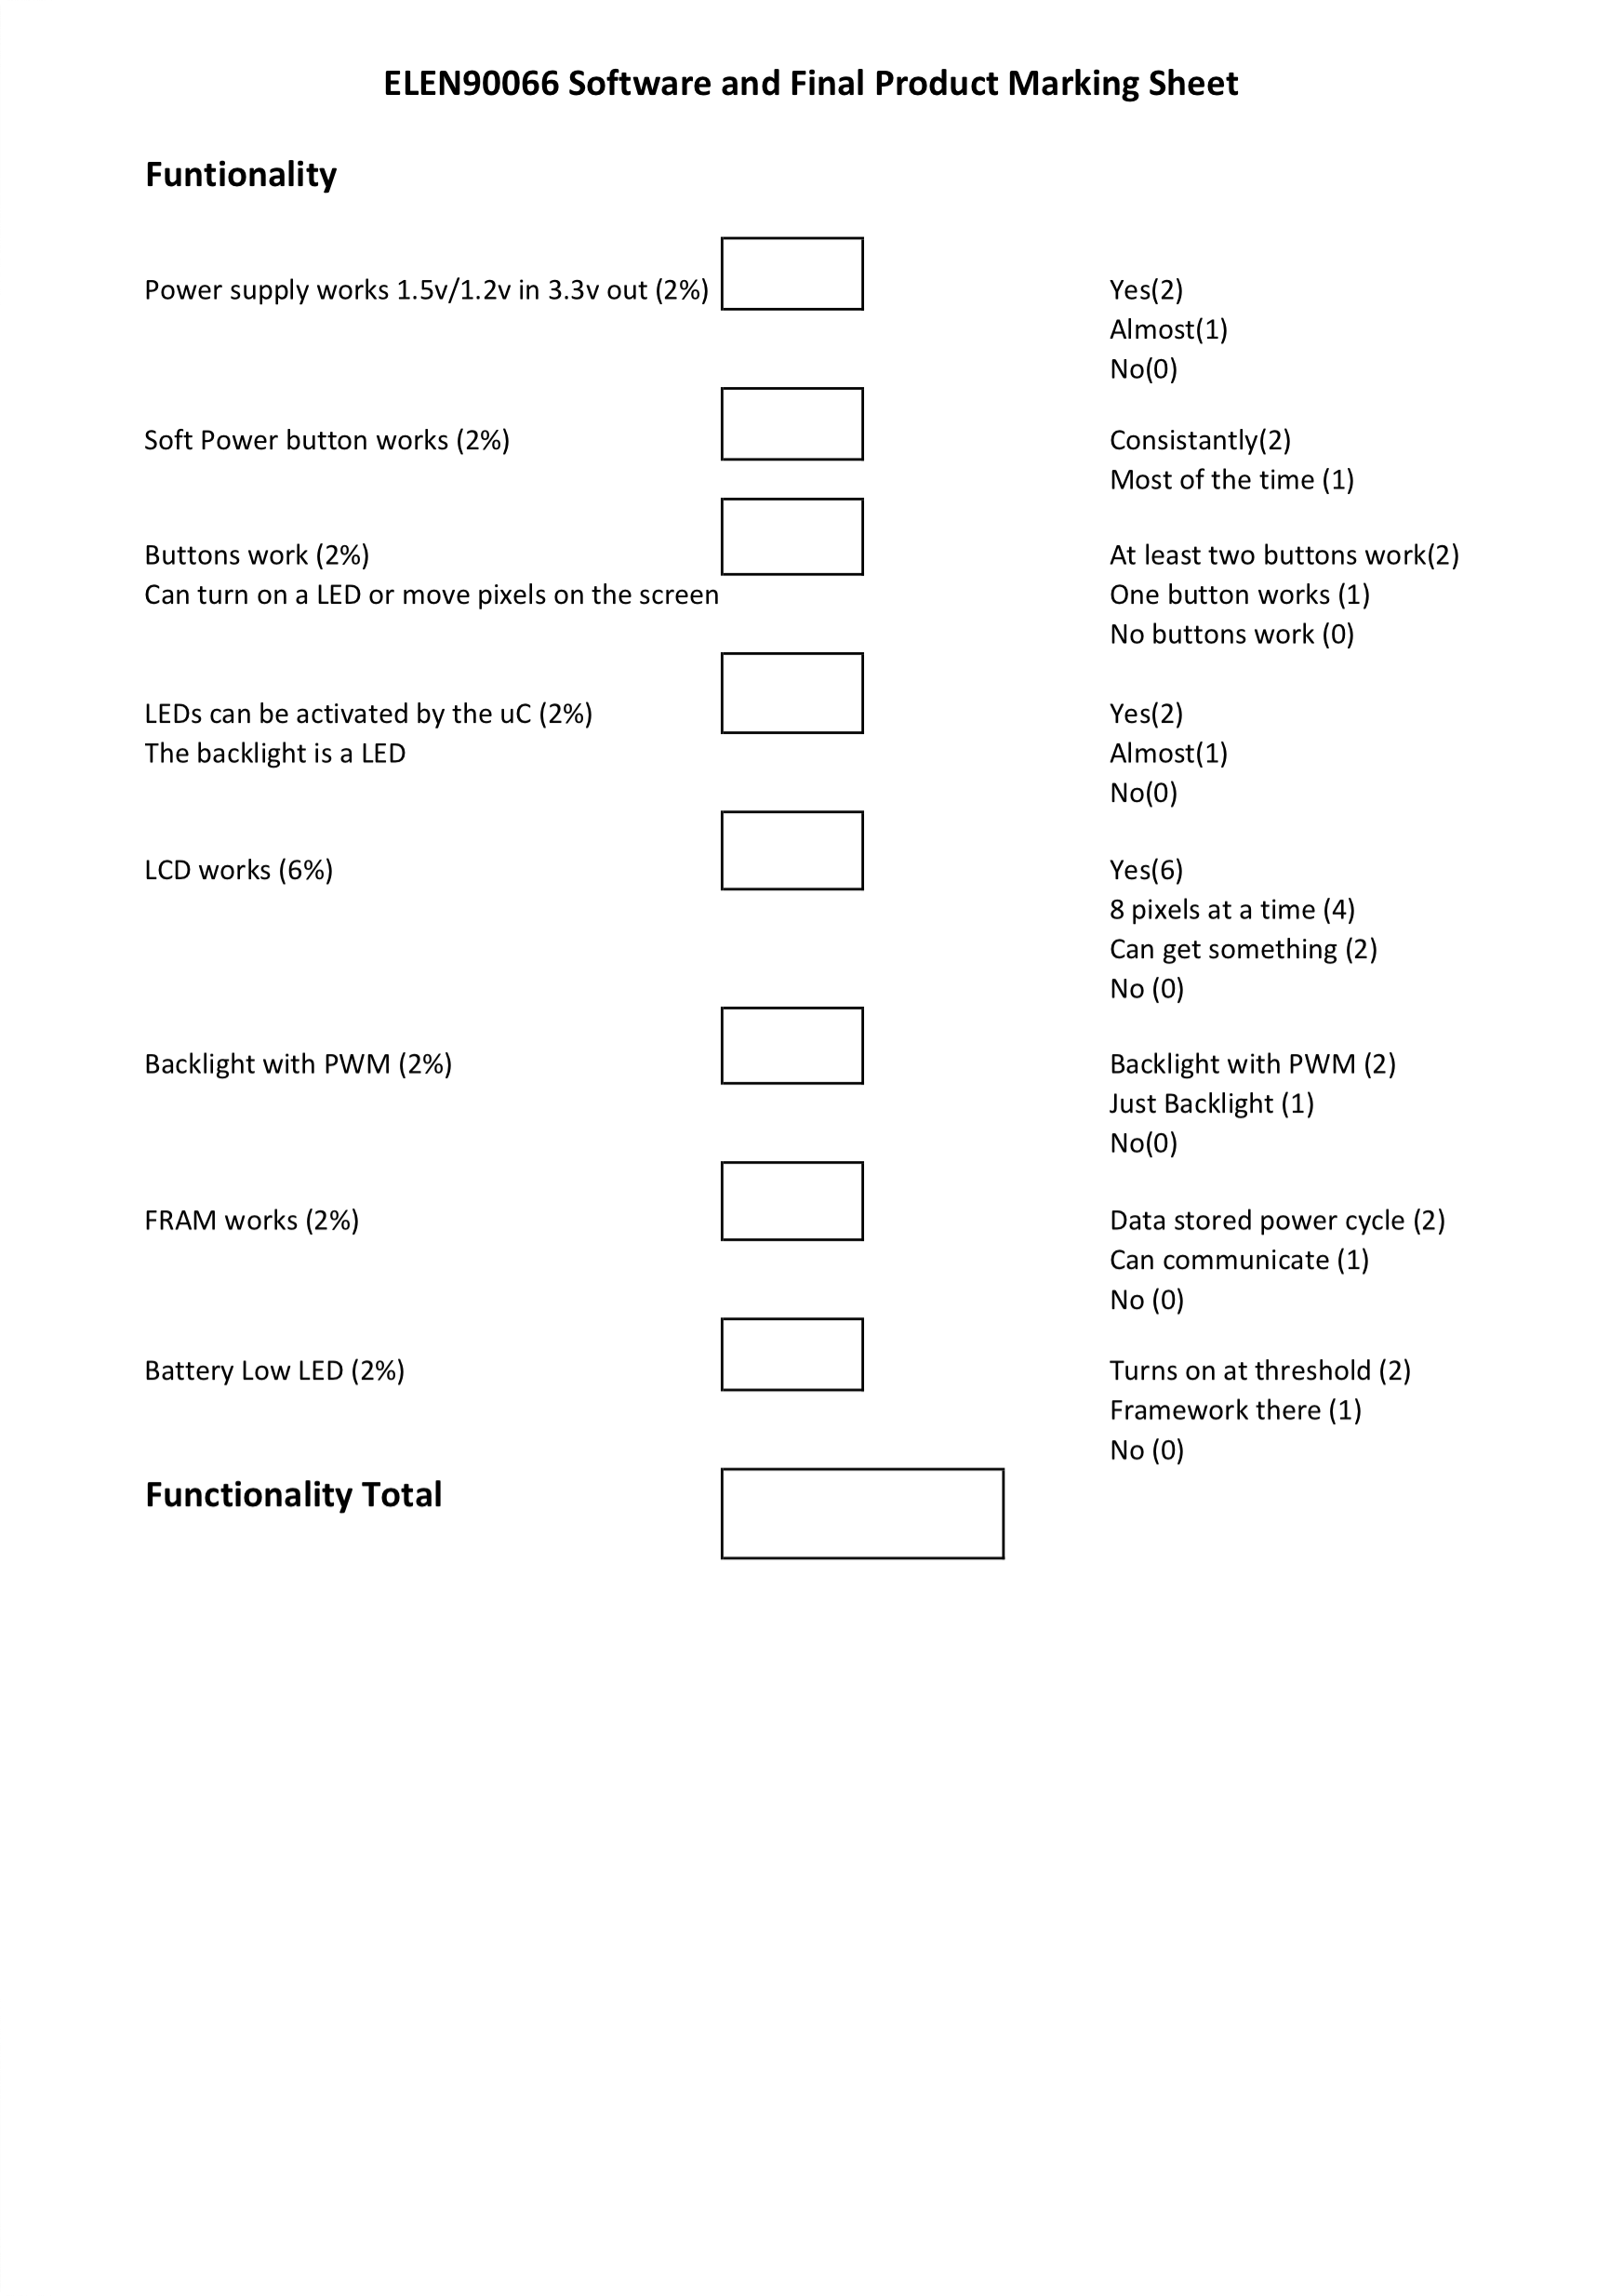 ELEN90066 Software and Final Product Marking Sheet
Funtionality
Power supply works 1.5v/1.2v in 3.3v out (2%)
Yes(2)
Almost(1)
No(0)
Soft Power button works (2%)
Consistantly(2)
Most of the time (1)
Buttons work (2%)
Can turn on a LED or move pixels on the screen
At least two buttons work(2)
One button works (1)
No buttons work (0)
LEDs can be activated by the uC (2%)
The backlight is a LED
Yes(2)
Almost(1)
No(0)
LCD works (6%)
Yes(6)
8 pixels at a time (4)
Can get something (2)
No (0)
Backlight with PWM (2%)
Backlight with PWM (2)
Just Backlight (1)
No(0)
FRAM works (2%)
Data stored power cycle (2)
Can communicate (1)
No (0)
Battery Low LED (2%)
Turns on at threshold (2)
Framework there (1)
No (0)
Functionality Total